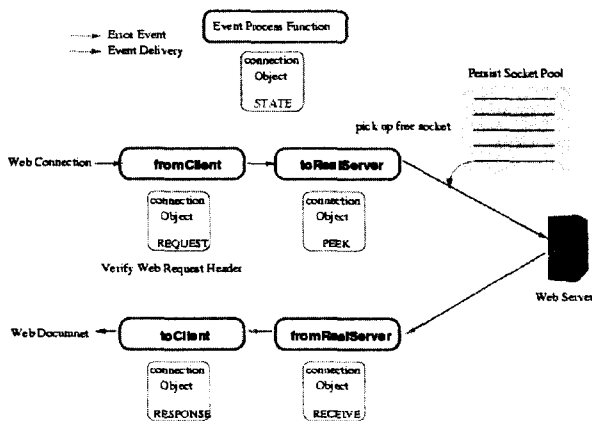 Event Process Function
Error Event
Event Delivery
connection
Object
STATE
Persist Socket Pool
pick up free socket
Web Connection
fromClient
toRealServer
connection
Object
REQUEST
connection
Object
PEEK
Verify Web Request Header
Web Server
Web Documnet
toClient
fromRealServer
connection
Object
RESPONSE
connection
Object
RECEIVE